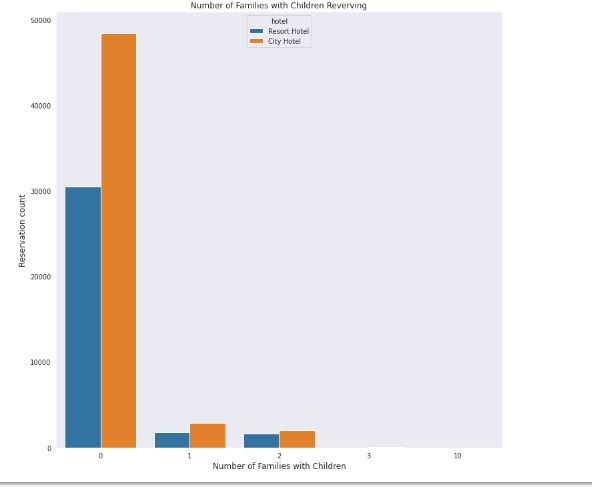 Number of Families with Children Reverving
hotel
Resort Hotel
City Hotel
50000
40000
30000
20000
10000
0
Reservation count
0 1 2 3 10
Number of Families with Children